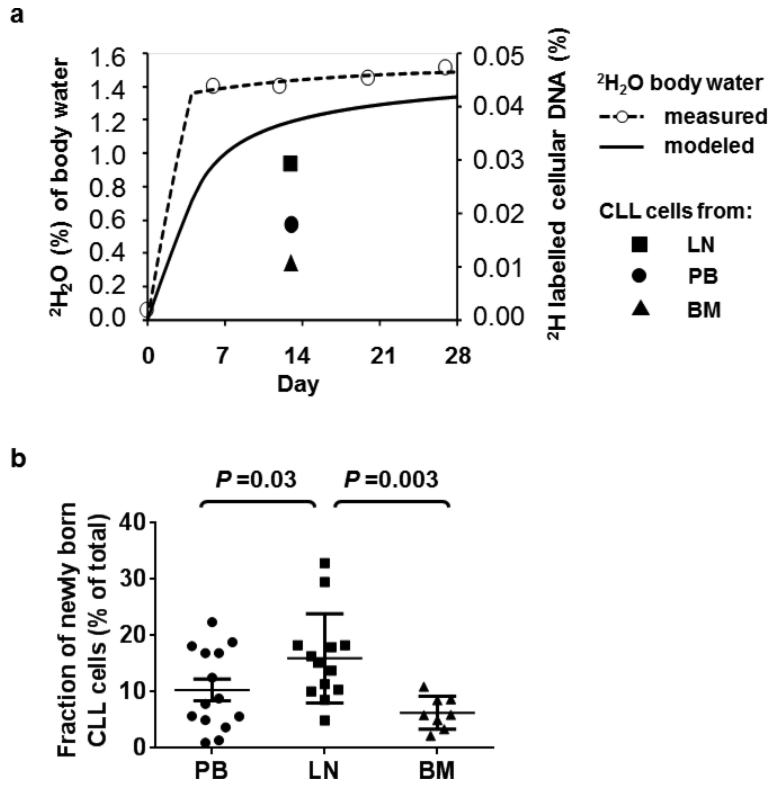 a
²H₂O (%) of body water
1.6
1.4
1.2
1.0
0.8
0.6
0.4
0.2
0.0
0.05
0.04
0.03
0.02
0.01
0.00
²H labelled cellular DNA (%)
0 7 14 21 28
Day
²H₂O body water
measured
modeled
CLL cells from:
LN
PB
BM
b
P =0.03 P =0.003
Fraction of newly born
CLL cells (% of total)
40
30
20
10
0
PB LN BM